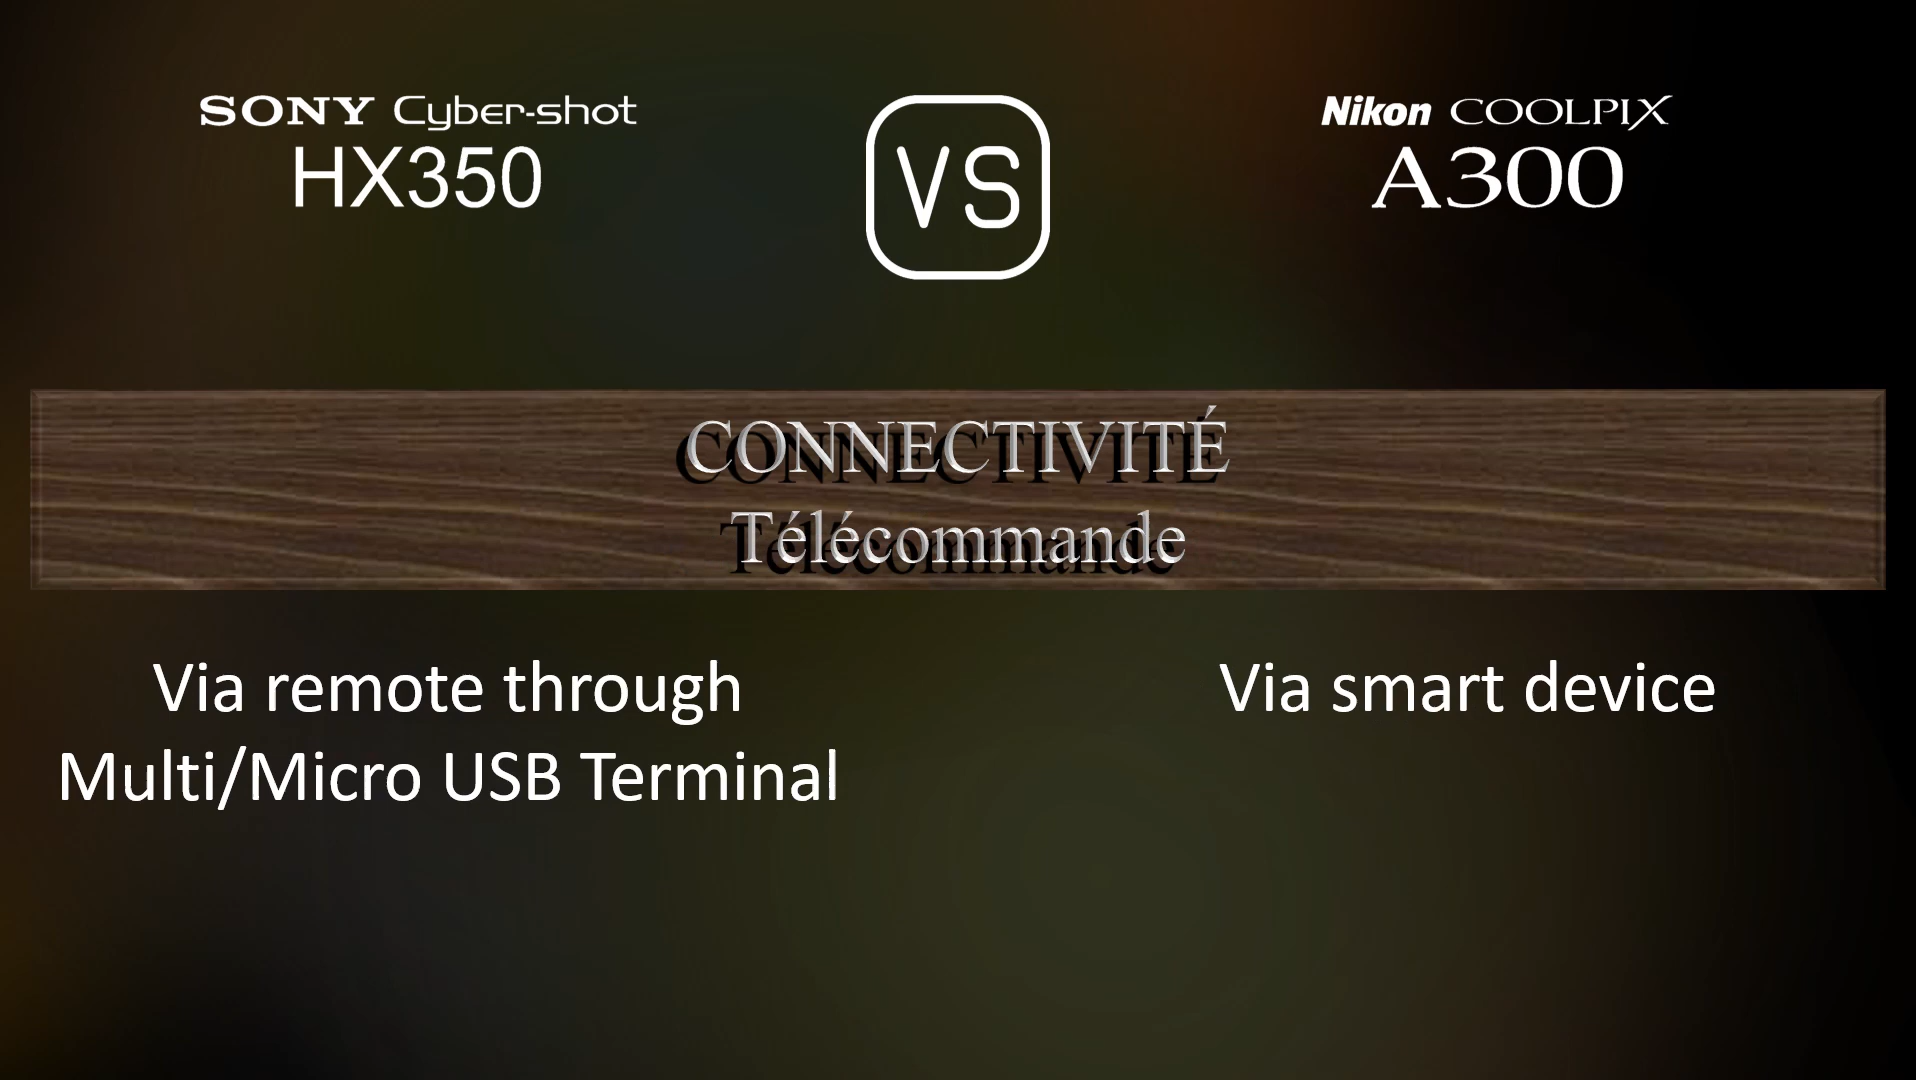 SONY Cyber-shot
HX350
VS
Nikon COOLPIX
A300
CONNECTIVITÉ
Télécommande
Via remote through
Multi/Micro USB Terminal
Via smart device